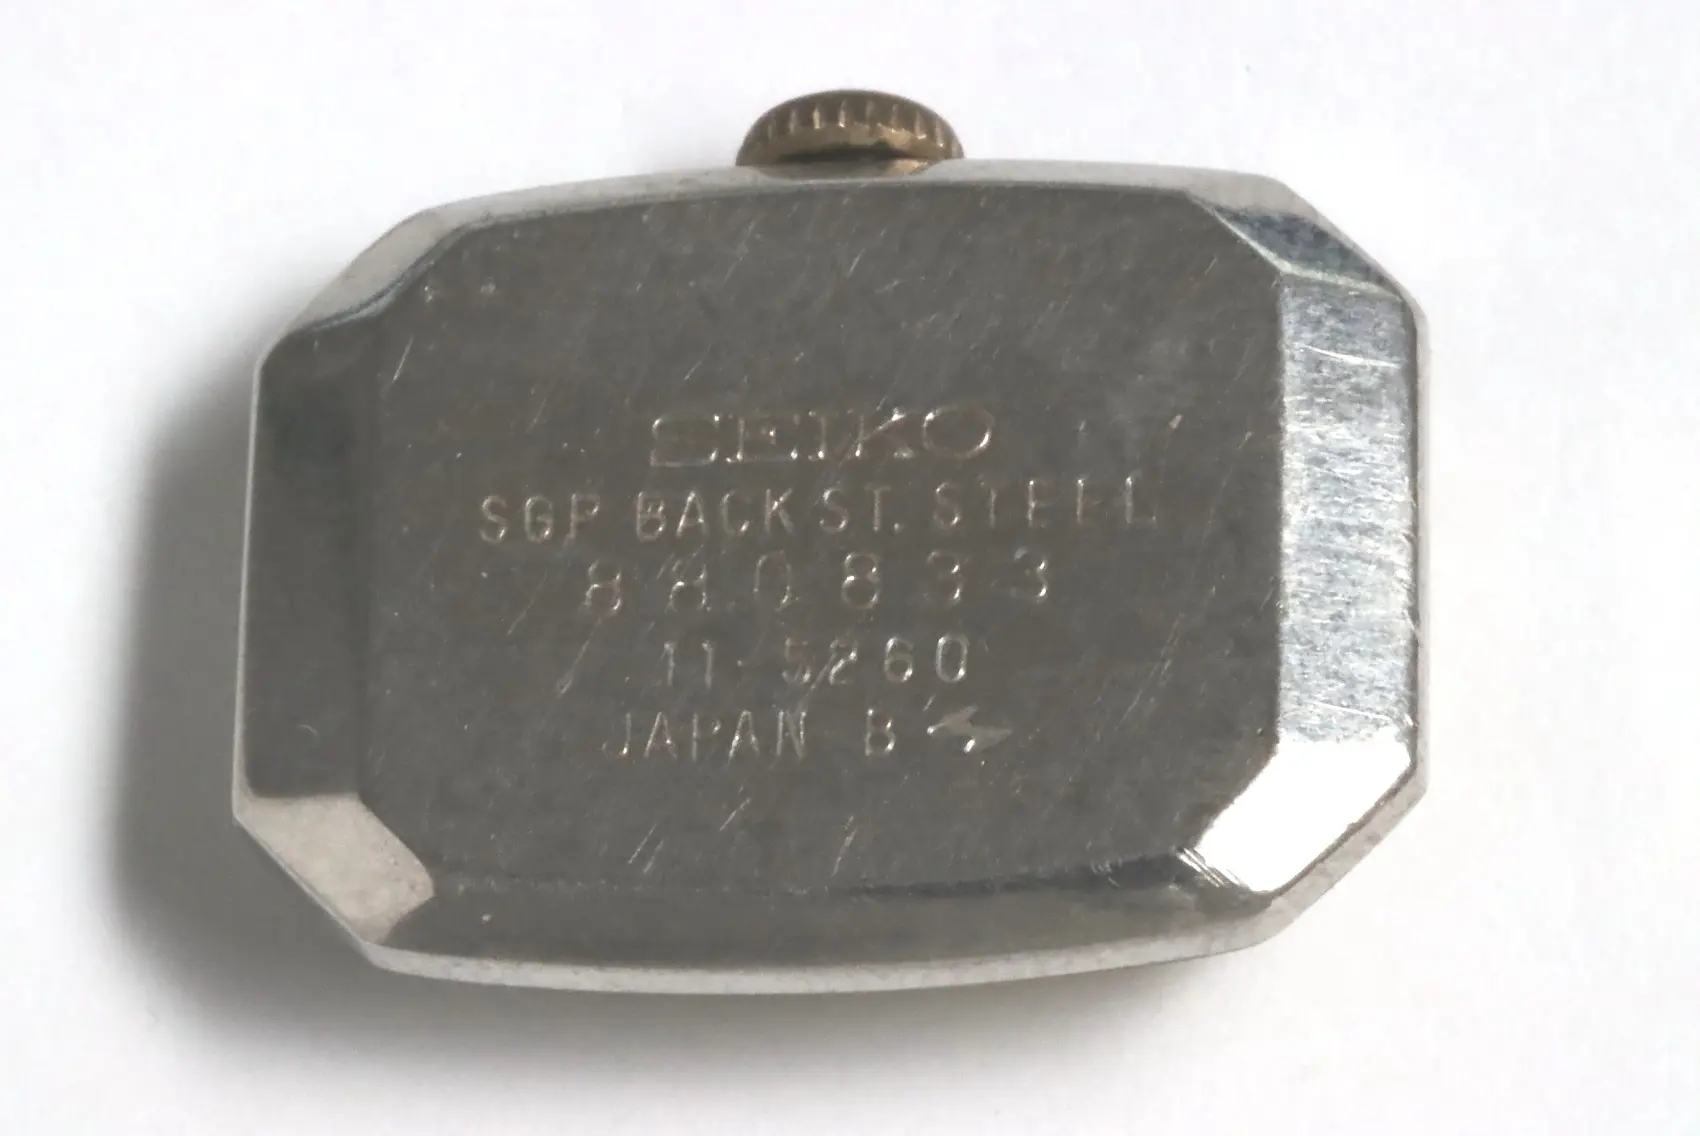 SEIKO
SGP BACK ST. STEEL
880833
11-5260
JAPAN B